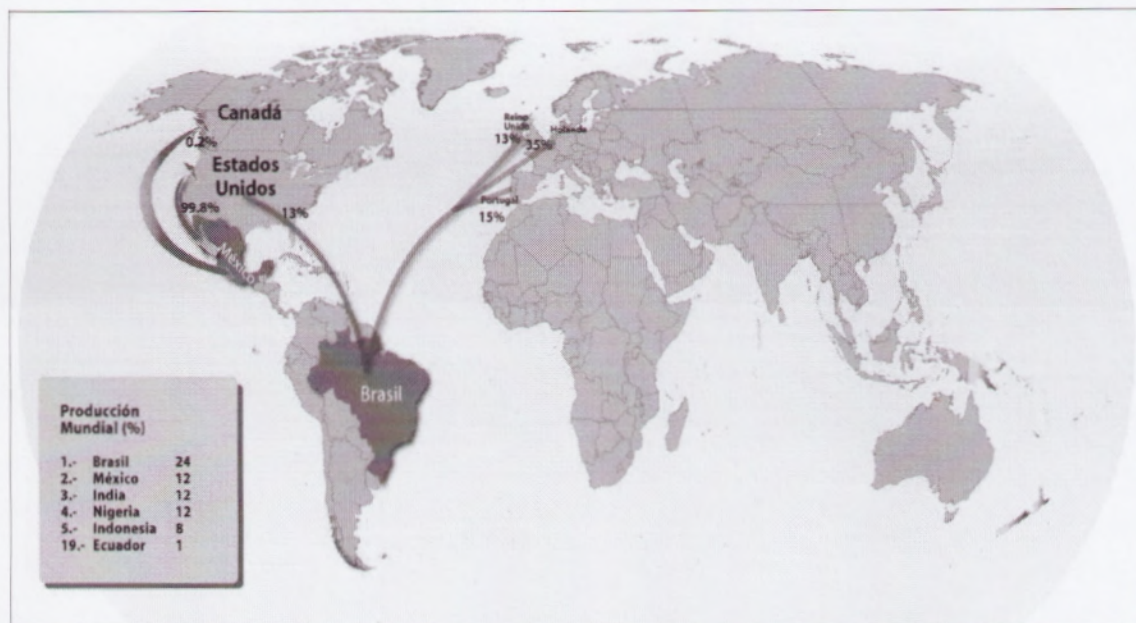 Canadá
0.2%
Estados
Unidos
99.8%
13%
México
Reino
Unido
13%
Holanda
35%
Portugal
15%
Brasil
Producción
Mundial (%)
1.- Brasil 24
2.- México 12
3.- India 12
4.- Nigeria 12
5.- Indonesia 8
19.- Ecuador 1